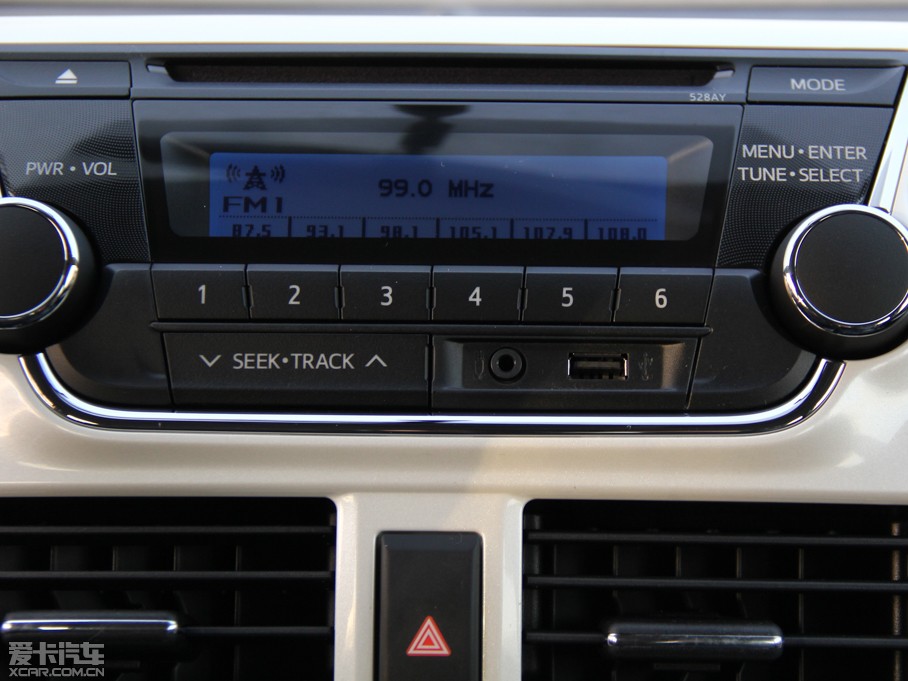 528AY
MODE
PWR • VOL
MENU • ENTER
TUNE • SELECT
99.0 MHz
FM1
87.5 93.1 98.1 105.1 107.9 108.0
1 2 3 4 5 6
SEEK • TRACK
爱卡汽车
XCAR.COM.CN